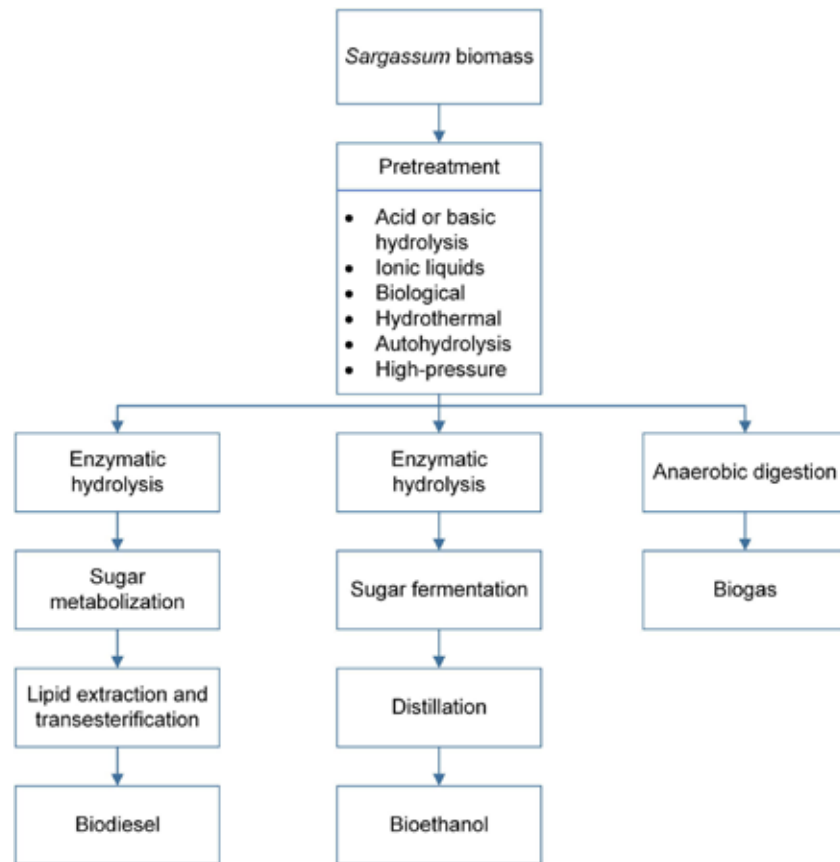 Sargassum biomass
Pretreatment
• Acid or basic
hydrolysis
• Ionic liquids
• Biological
• Hydrothermal
• Autohydrolysis
• High-pressure
Enzymatic
hydrolysis
Enzymatic
hydrolysis
Anaerobic digestion
Sugar
metabolization
Sugar fermentation
Biogas
Lipid extraction and
transesterification
Distillation
Biodiesel
Bioethanol